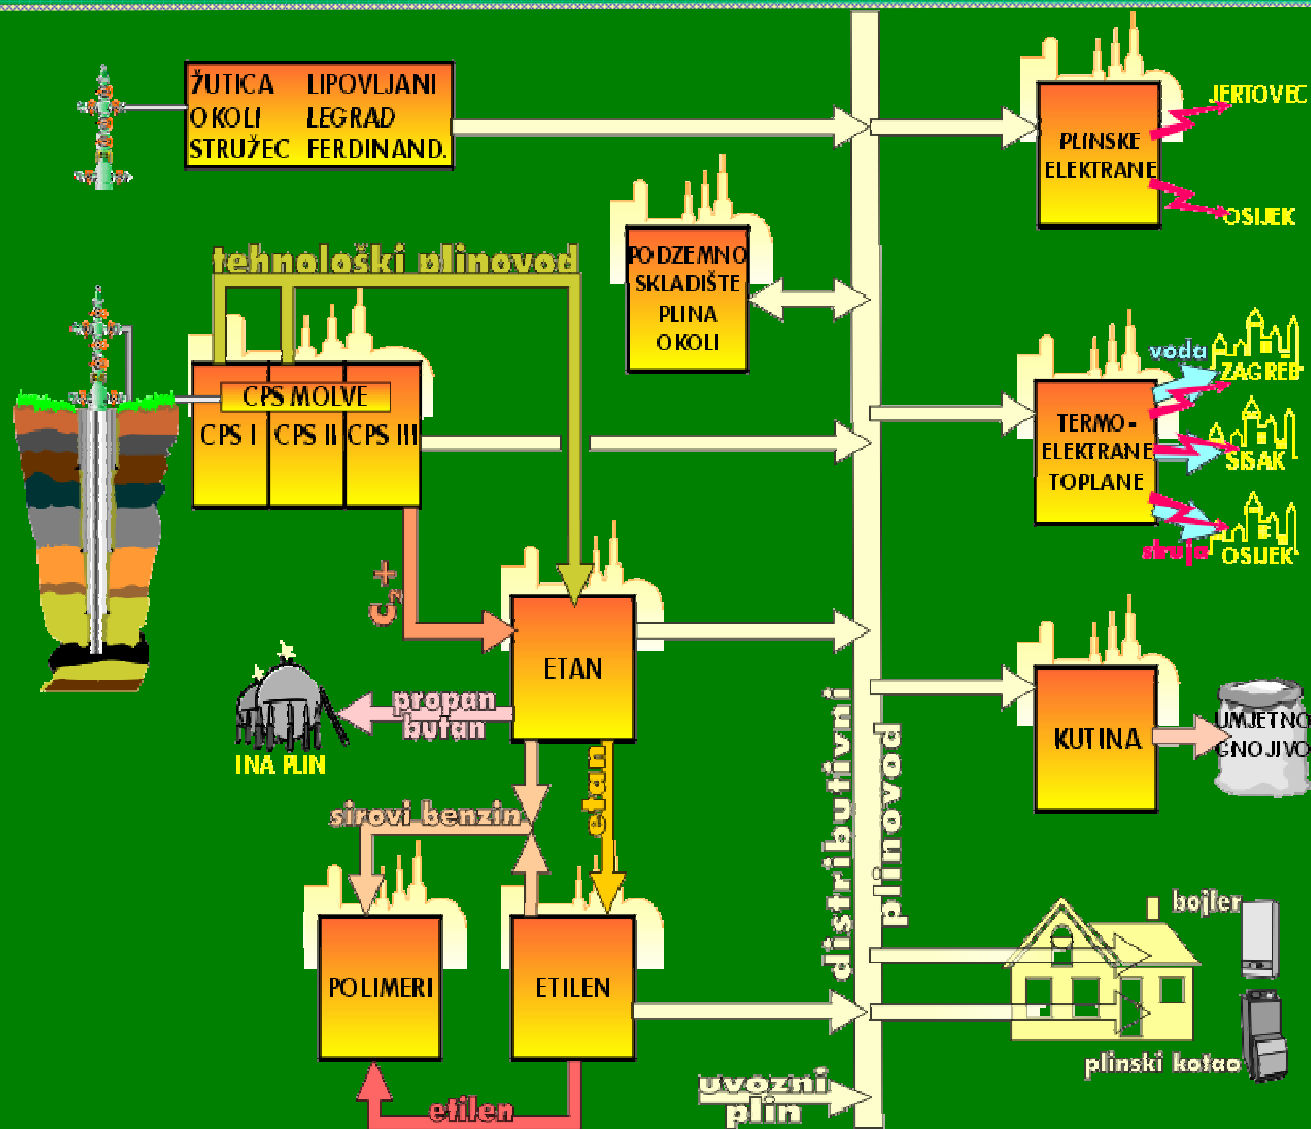 ŽUTICA LIPOVLJANI
OKOLI LEGRAD
STRUŽEC FERDINAND.
JERTOVEC
PLINSKE
ELEKTRANE
OSIJEK
tehnološki plinovod
PODZEMNO
SKLADIŠTE
PLINA
OKOLI
CPS MOLVE
CPS I CPS II CPS III
voda
ZAGREB
TERMO-
ELEKTRANE
TOPLANE
SISAK
struja
OSIJEK
C₂+
ETAN
propan
butan
INA PLIN
etan
sirovi benzin
distributivni
plinovod
KUTINA
UMJETNO
GNOJIVO
POLIMERI
ETILEN
bojler
plinski kotao
uvozni
plin
etilen